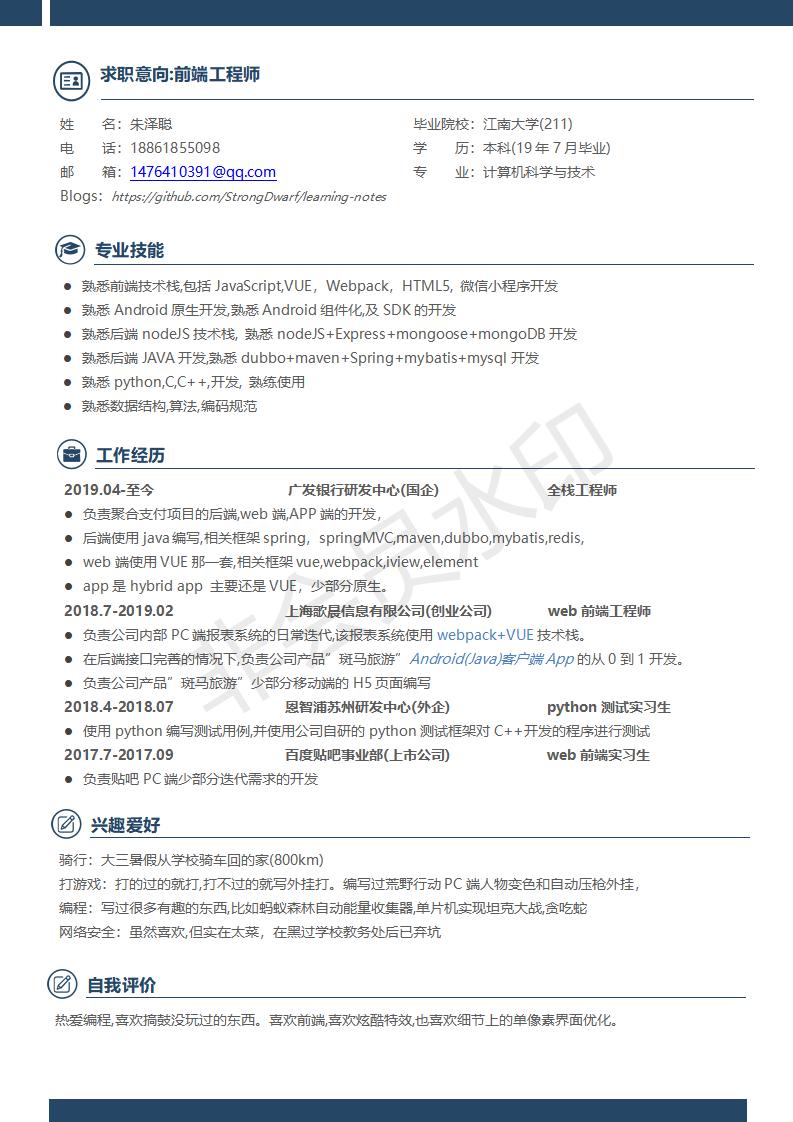 求职意向:前端工程师
姓 名：朱泽聪 毕业院校：江南大学(211)
电 话：18861855098 学 历：本科(19年7月毕业)
邮 箱：1476410391@qq.com 专 业：计算机科学与技术
Blogs：https://github.com/StrongDwarf/learning-notes
专业技能
● 熟悉前端技术栈,包括 JavaScript,VUE，Webpack，HTML5, 微信小程序开发
● 熟悉 Android 原生开发,熟悉 Android 组件化,及 SDK 的开发
● 熟悉后端 nodeJS 技术栈, 熟悉 nodeJS+Express+mongoose+mongoDB 开发
● 熟悉后端 JAVA 开发,熟悉 dubbo+maven+Spring+mybatis+mysql 开发
● 熟悉 python,C,C++,开发, 熟练使用
● 熟悉数据结构,算法,编码规范
工作经历
2019.04-至今 广发银行研发中心(国企) 全栈工程师
● 负责聚合支付项目的后端,web 端,APP 端的开发,
● 后端使用 java 编写,相关框架 spring，springMVC,maven,dubbo,mybatis,redis,
● web 端使用 VUE 那一套,相关框架 vue,webpack,iview,element
● app 是 hybrid app 主要还是 VUE，少部分原生。
2018.7-2019.02 上海歌晨信息有限公司(创业公司) web 前端工程师
● 负责公司内部 PC 端报表系统的日常迭代,该报表系统使用 webpack+VUE 技术栈。
● 在后端接口完善的情况下,负责公司产品”斑马旅游”Android(Java)客户端 App 的从 0 到 1 开发。
● 负责公司产品”斑马旅游”少部分移动端的 H5 页面编写
2018.4-2018.07 恩智浦苏州研发中心(外企) python 测试实习生
● 使用 python 编写测试用例,并使用公司自研的 python 测试框架对 C++开发的程序进行测试
2017.7-2017.09 百度贴吧事业部(上市公司) web 前端实习生
● 负责贴吧 PC 端少部分迭代需求的开发
非会员水印
兴趣爱好
骑行：大三暑假从学校骑车回的家(800km)
打游戏：打的过的就打,打不过的就写外挂打。编写过荒野行动 PC 端人物变色和自动压枪外挂，
编程：写过很多有趣的东西,比如蚂蚁森林自动能量收集器,单片机实现坦克大战,贪吃蛇
网络安全：虽然喜欢,但实在太菜，在黑过学校教务处后已弃坑
自我评价
热爱编程,喜欢搞鼓没玩过的东西。喜欢前端,喜欢炫酷特效,也喜欢细节上的单像素界面优化。